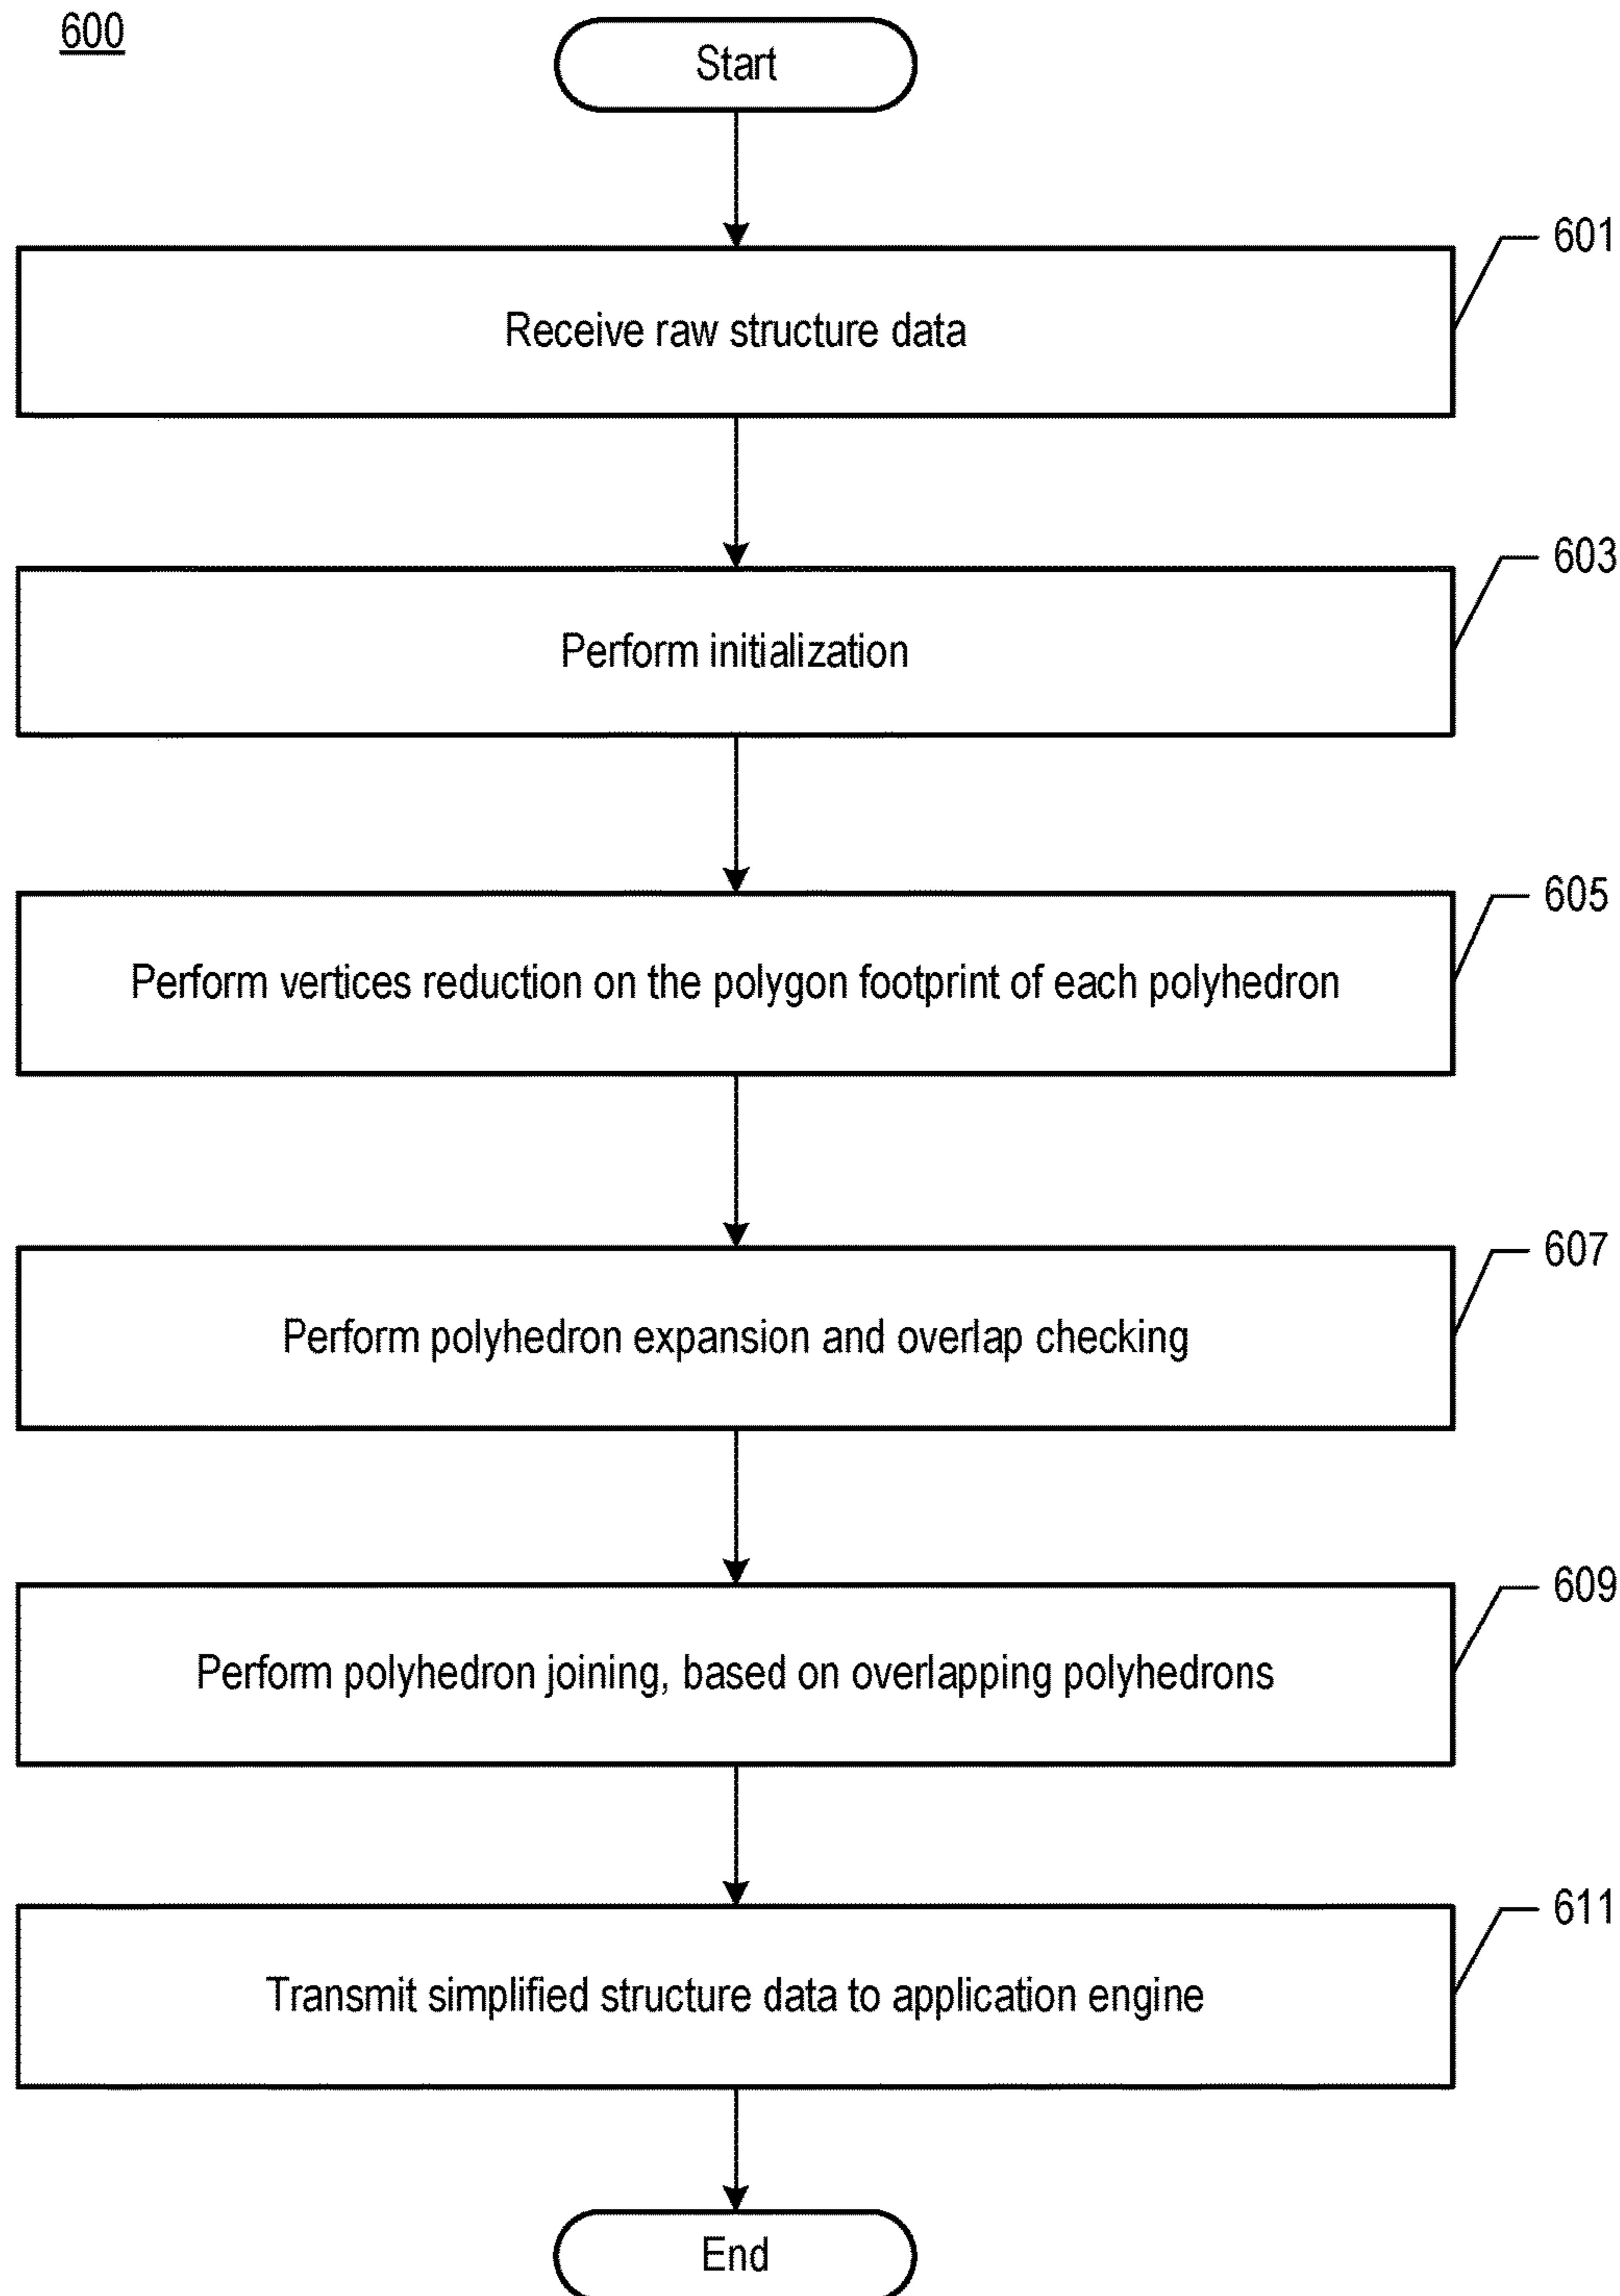 600
Start
601
Receive raw structure data
603
Perform initialization
605
Perform vertices reduction on the polygon footprint of each polyhedron
607
Perform polyhedron expansion and overlap checking
609
Perform polyhedron joining, based on overlapping polyhedrons
611
Transmit simplified structure data to application engine
End